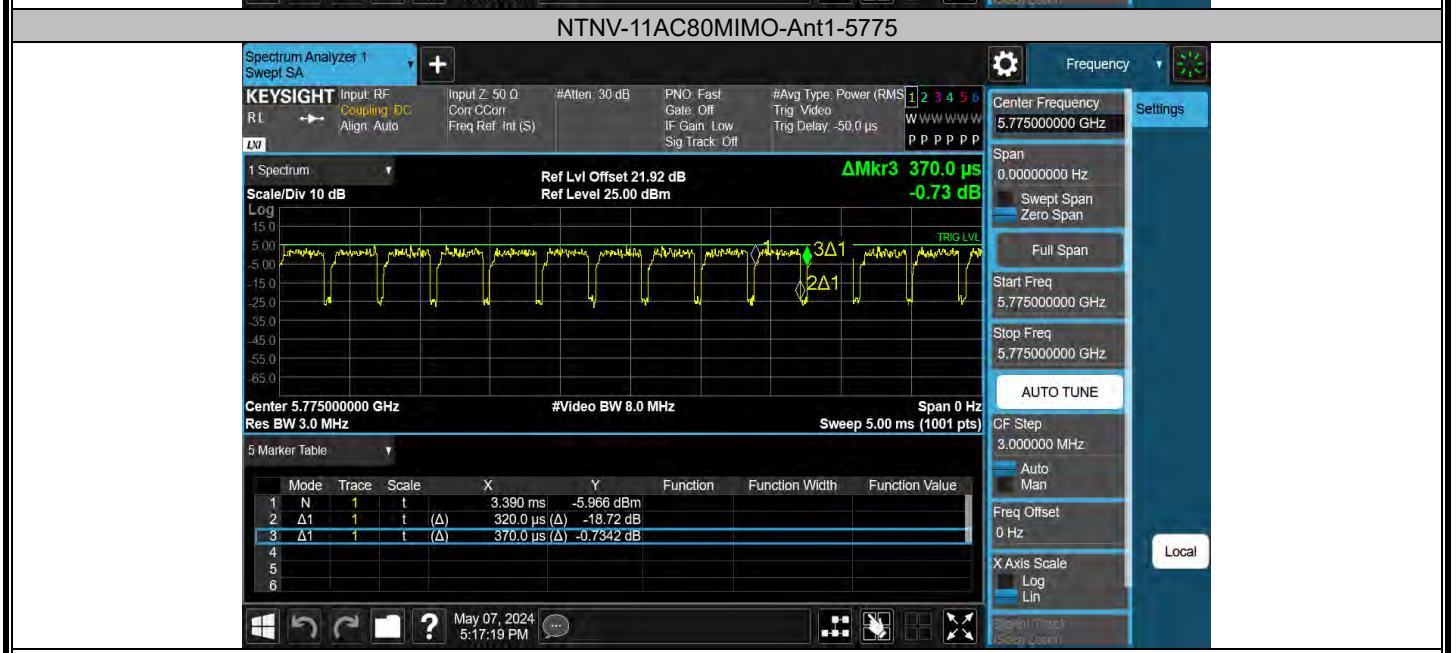 NTNV-11AC80MIMO-Ant1-5775
Spectrum Analyzer 1
Swept SA
+
Frequency
KEYSIGHT
RL
LXI
Input: RF
Coupling: DC
Align: Auto
Input Z: 50 Ω
Corr CCorr
Freq Ref: Int (S)
#Atten: 30 dB
PNO: Fast
Gate: Off
IF Gain: Low
Sig Track: Off
#Avg Type: Power (RMS
Trig: Video
Trig Delay: -50.0 µs
1 2 3 4 5 6
W W W W W W
P P P P P P
Center Frequency
5.775000000 GHz
Settings
1 Spectrum
Scale/Div 10 dB
Ref Lvl Offset 21.92 dB
Ref Level 25.00 dBm
ΔMkr3 370.0 µs
-0.73 dB
Span
0.00000000 Hz
Swept Span
Zero Span
Log
15.0
5.00
-5.00
-15.0
-25.0
-35.0
-45.0
-55.0
-65.0
TRIG LVL
1
3Δ1
2Δ1
Full Span
Start Freq
5.775000000 GHz
Stop Freq
5.775000000 GHz
AUTO TUNE
Center 5.775000000 GHz
#Video BW 8.0 MHz
Span 0 Hz
Res BW 3.0 MHz
Sweep 5.00 ms (1001 pts)
CF Step
3.000000 MHz
Auto
Man
5 Marker Table
Mode Trace Scale X Y Function Function Width Function Value
1 N 1 t 3.390 ms -5.966 dBm
2 Δ1 1 t (Δ) 320.0 µs (Δ) -18.72 dB
3 Δ1 1 t (Δ) 370.0 µs (Δ) -0.7342 dB
4
5
6
Freq Offset
0 Hz
X Axis Scale
Log
Lin
Local
?
May 07, 2024
5:17:19 PM
Signal Track
(Span Zoom)